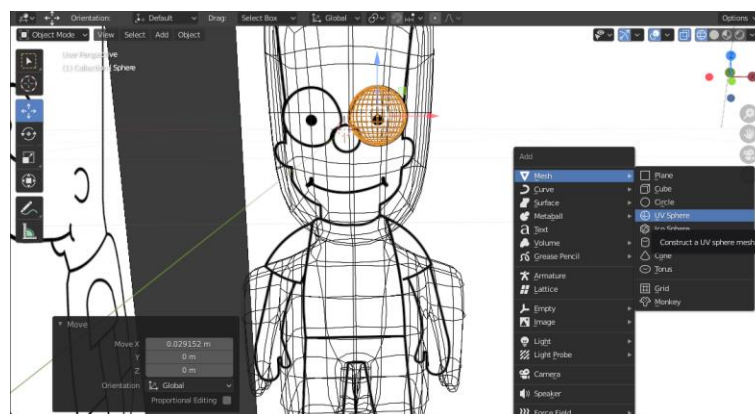 Orientation: Default Drag: Select Box Global Options
Object Mode View Select Add Object
User Perspective
(1) Collection | Sphere
Add
Mesh
Curve
Surface
Metaball
Text
Volume
Grease Pencil
Armature
Lattice
Empty
Image
Light
Light Probe
Camera
Speaker
Force Field
Plane
Cube
Circle
UV Sphere
Ico Sphere
Construct a UV sphere mesh
Cone
Torus
Grid
Monkey
Move
Move X 0.029152 m
Y 0 m
Z 0 m
Orientation Global
Proportional Editing